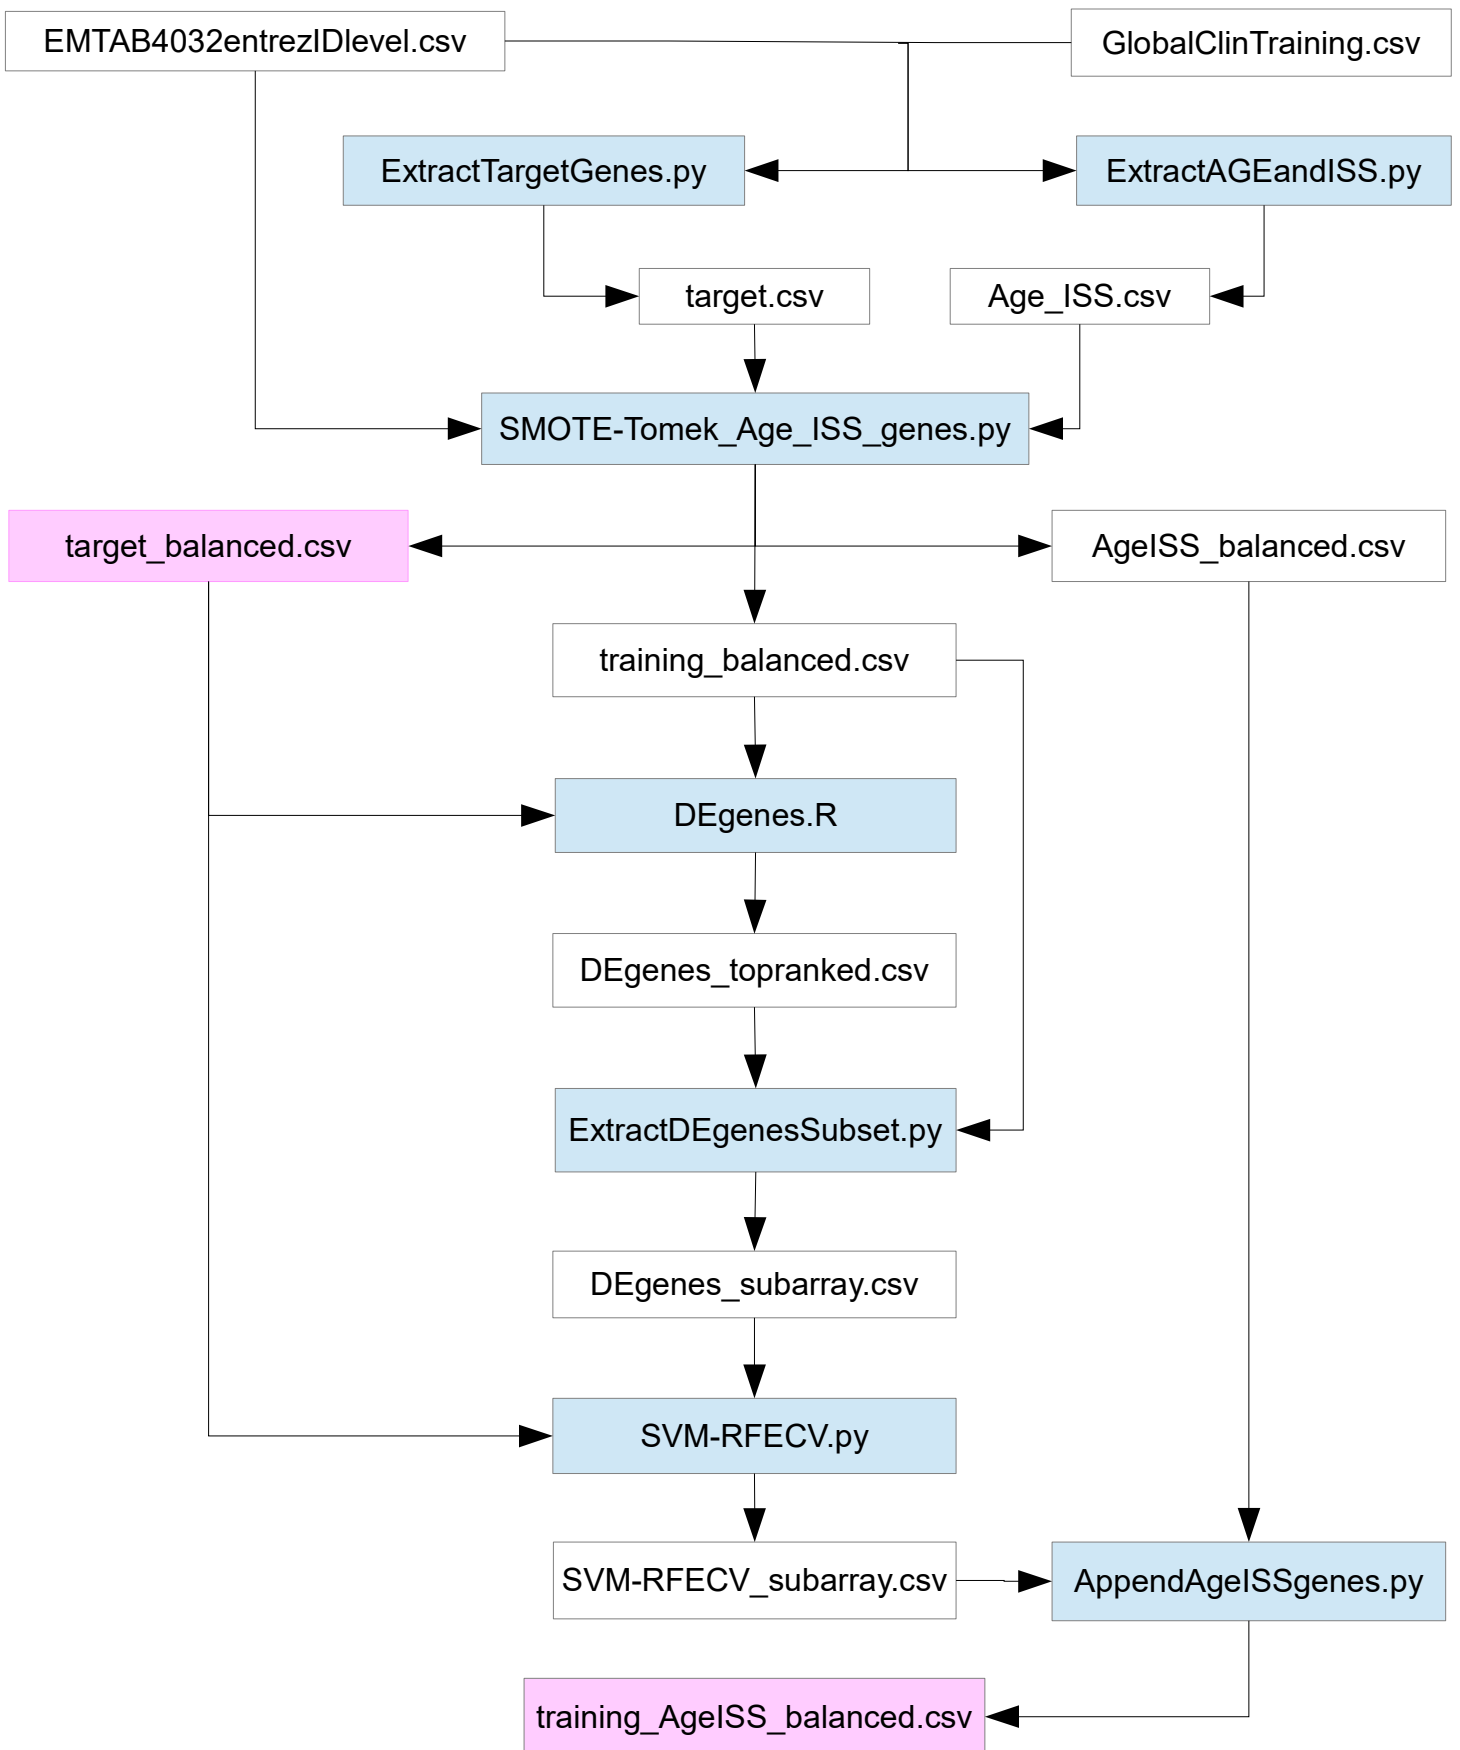 EMTAB4032entrezIDlevel.csv
GlobalClinTraining.csv
ExtractTargetGenes.py
ExtractAGEandISS.py
target.csv
Age_ISS.csv
SMOTE-Tomek_Age_ISS_genes.py
target_balanced.csv
AgeISS_balanced.csv
training_balanced.csv
DEgenes.R
DEgenes_topranked.csv
ExtractDEgenesSubset.py
DEgenes_subarray.csv
SVM-RFECV.py
SVM-RFECV_subarray.csv
AppendAgeISSgenes.py
training_AgeISS_balanced.csv